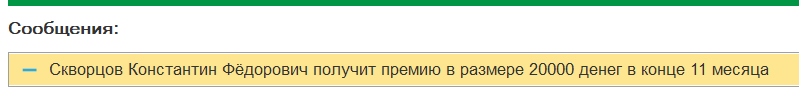 Сообщения:
– Скворцов Константин Фёдорович получит премию в размере 20000 денег в конце 11 месяца